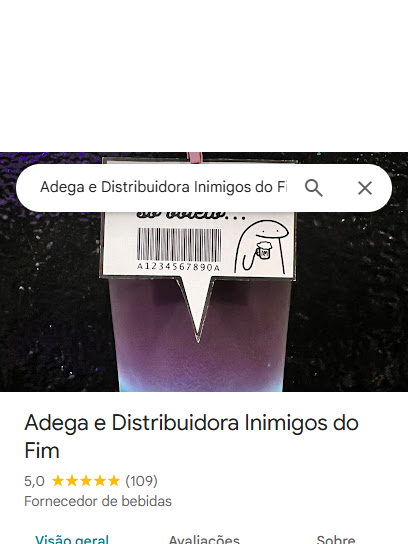 Adega e Distribuidora Inimigos do Fi
só boleto...
A1234567890A
Adega e Distribuidora Inimigos do
Fim
5,0 (109)
Fornecedor de bebidas
Visão geral Avaliações Sobre